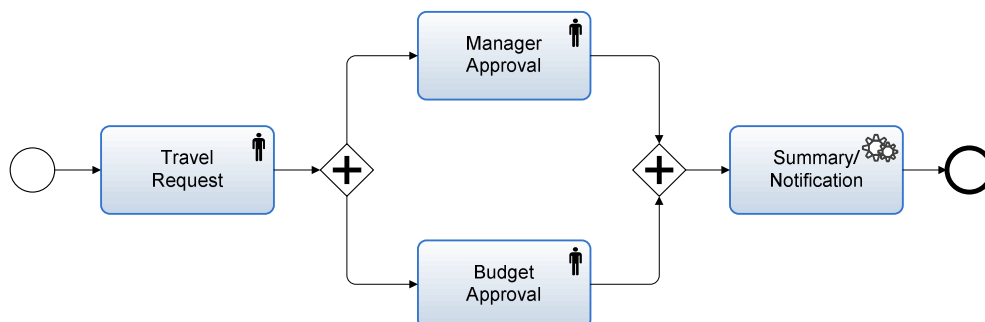 Travel
Request
Manager
Approval
Budget
Approval
Summary/
Notification